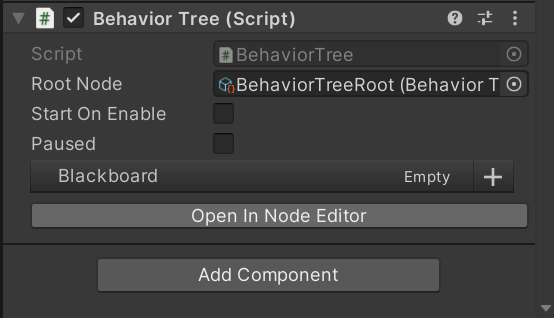 Behavior Tree (Script)
Script BehaviorTree
Root Node BehaviorTreeRoot (Behavior T
Start On Enable
Paused
Blackboard Empty
Open In Node Editor
Add Component